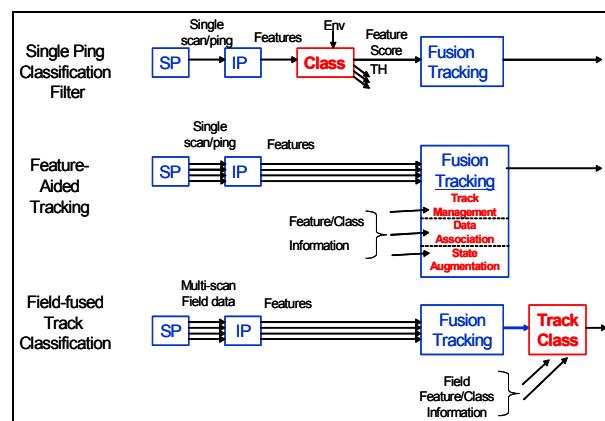 Single Ping
Classification
Filter
Single
scan/ping
SP
IP
Features
Env
Class
Feature
Score
TH
Fusion
Tracking
Feature-
Aided
Tracking
Single
scan/ping
SP
IP
Features
Feature/Class
Information
Fusion
Tracking
Track
Management
Data
Association
State
Augmentation
Field-fused
Track
Classification
Multi-scan
Field data
SP
IP
Features
Fusion
Tracking
Track
Class
Field
Feature/Class
Information